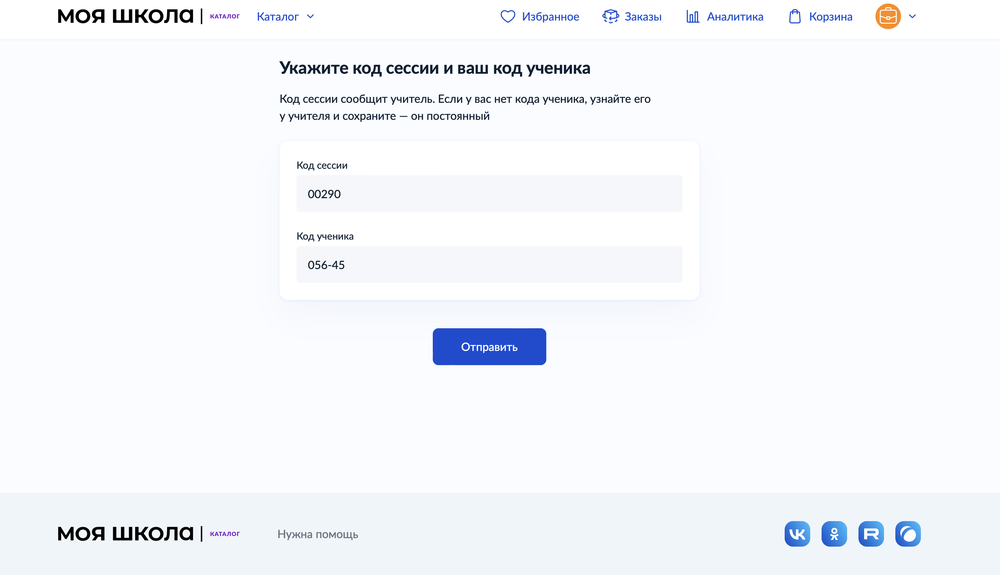 МОЯ ШКОЛА | КАТАЛОГ Каталог Избранное Заказы Аналитика Корзина
Укажите код сессии и ваш код ученика
Код сессии сообщит учитель. Если у вас нет кода ученика, узнайте его
у учителя и сохраните — он постоянный
Код сессии
00290
Код ученика
056-45
Отправить
МОЯ ШКОЛА | КАТАЛОГ Нужна помощь